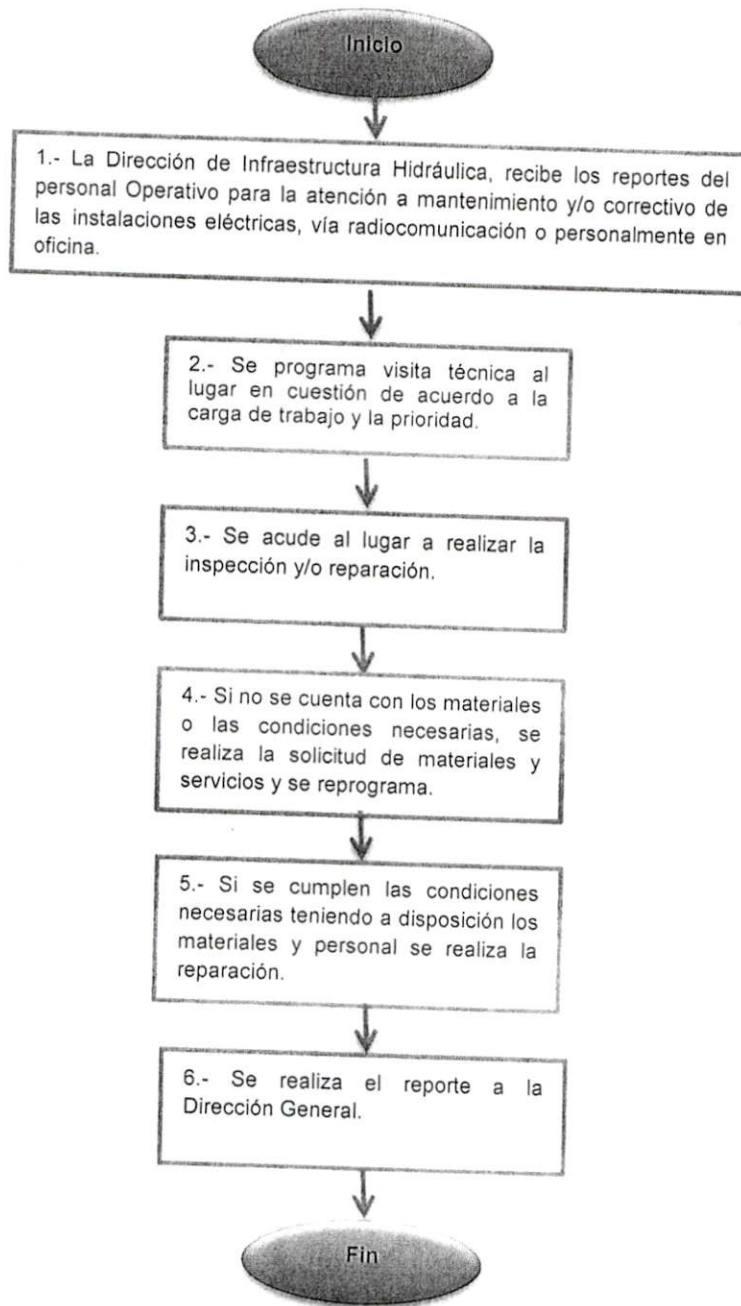 Inicio
1.- La Dirección de Infraestructura Hidráulica, recibe los reportes del
personal Operativo para la atención a mantenimiento y/o correctivo de
las instalaciones eléctricas, vía radiocomunicación o personalmente en
oficina.
2.- Se programa visita técnica al
lugar en cuestión de acuerdo a la
carga de trabajo y la prioridad.
3.- Se acude al lugar a realizar la
inspección y/o reparación.
4.- Si no se cuenta con los materiales
o las condiciones necesarias, se
realiza la solicitud de materiales y
servicios y se reprograma.
5.- Si se cumplen las condiciones
necesarias teniendo a disposición los
materiales y personal se realiza la
reparación.
6.- Se realiza el reporte a la
Dirección General.
Fin